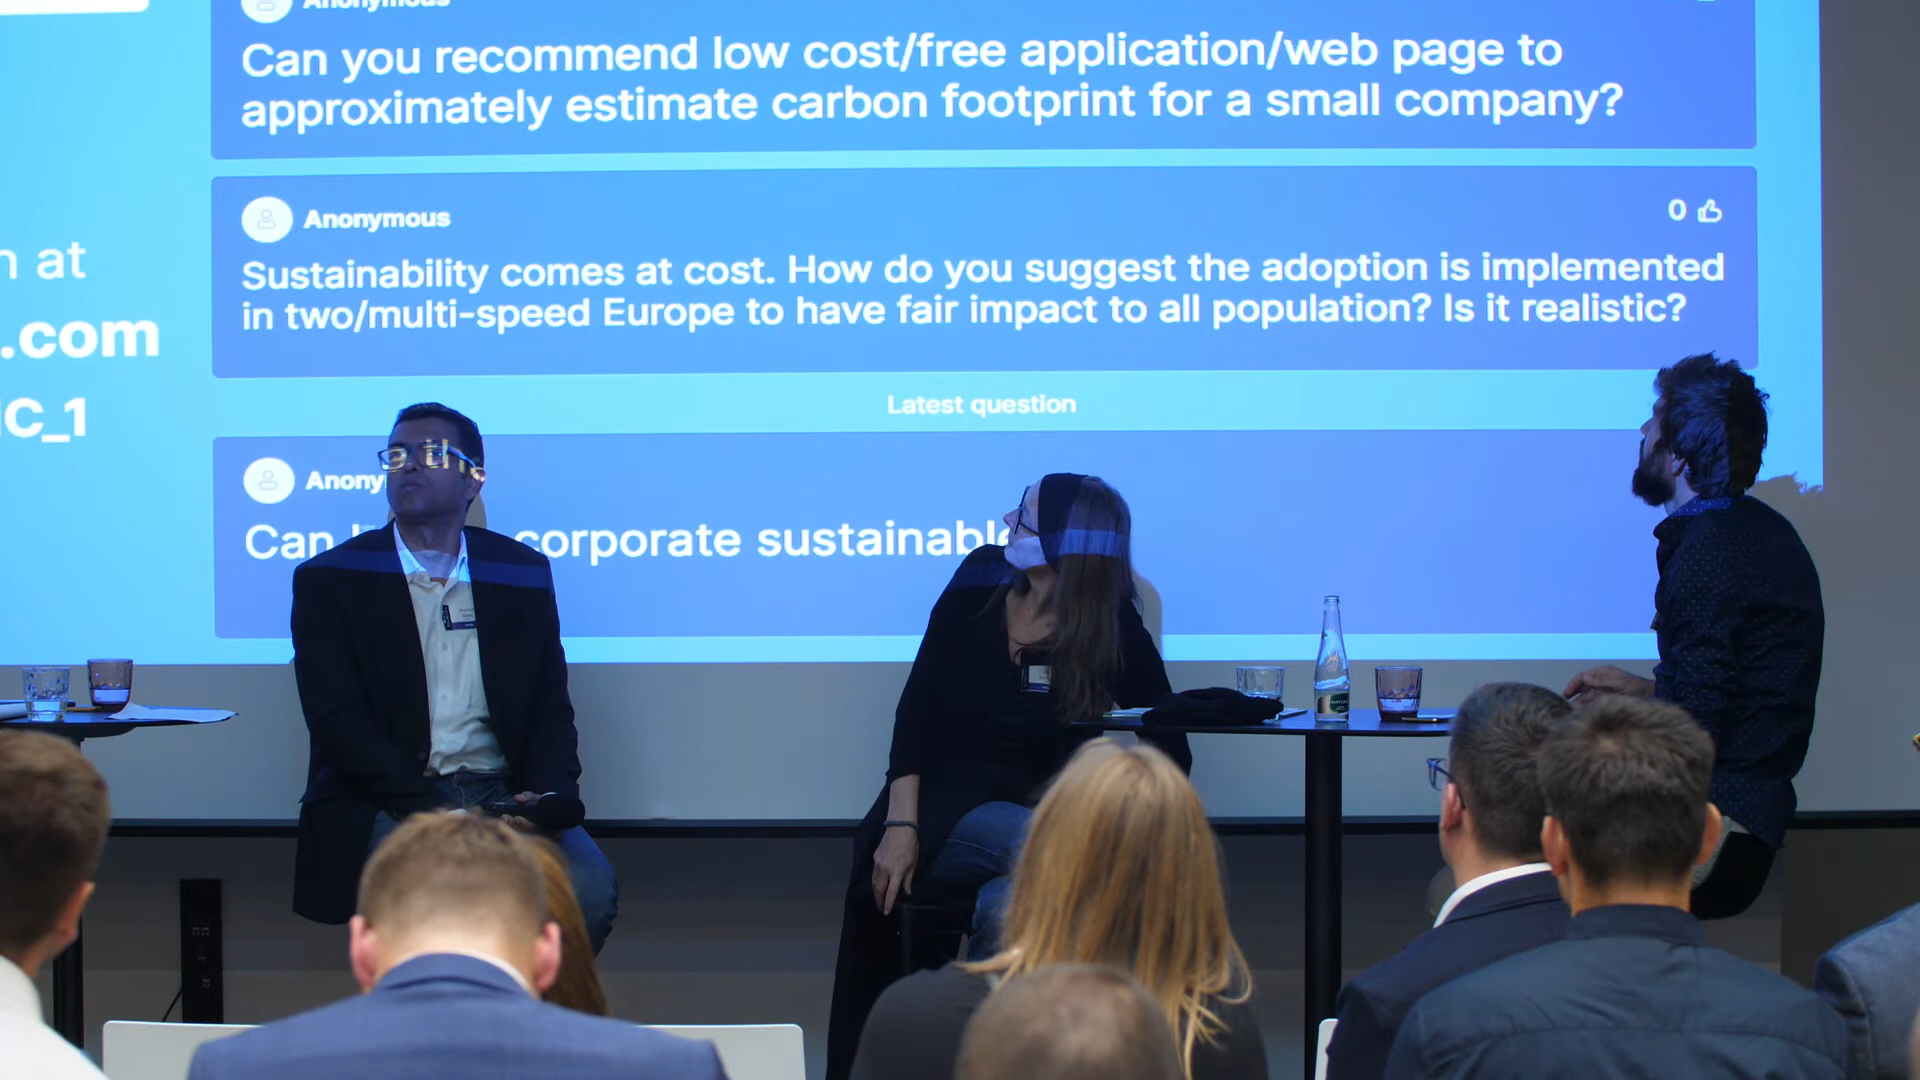 Anonymous
Can you recommend low cost/free application/web page to
approximately estimate carbon footprint for a small company?
Anonymous
0
Sustainability comes at cost. How do you suggest the adoption is implemented
in two/multi-speed Europe to have fair impact to all population? Is it realistic?
at
.com
C_1
Latest question
Anony
Can
corporate sustainable